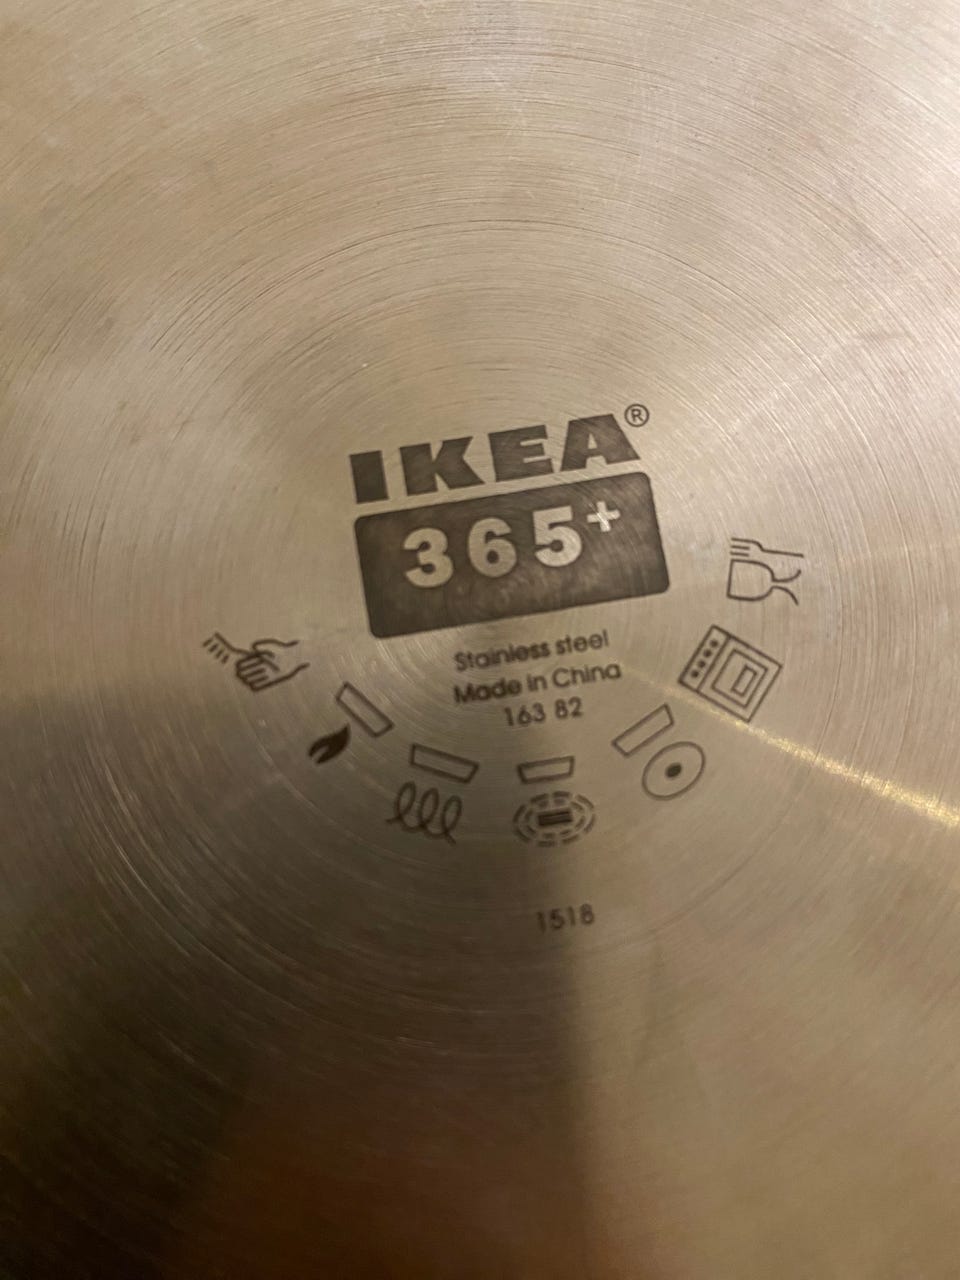 IKEA®
365+
Stainless steel
Made in China
163 82
1518